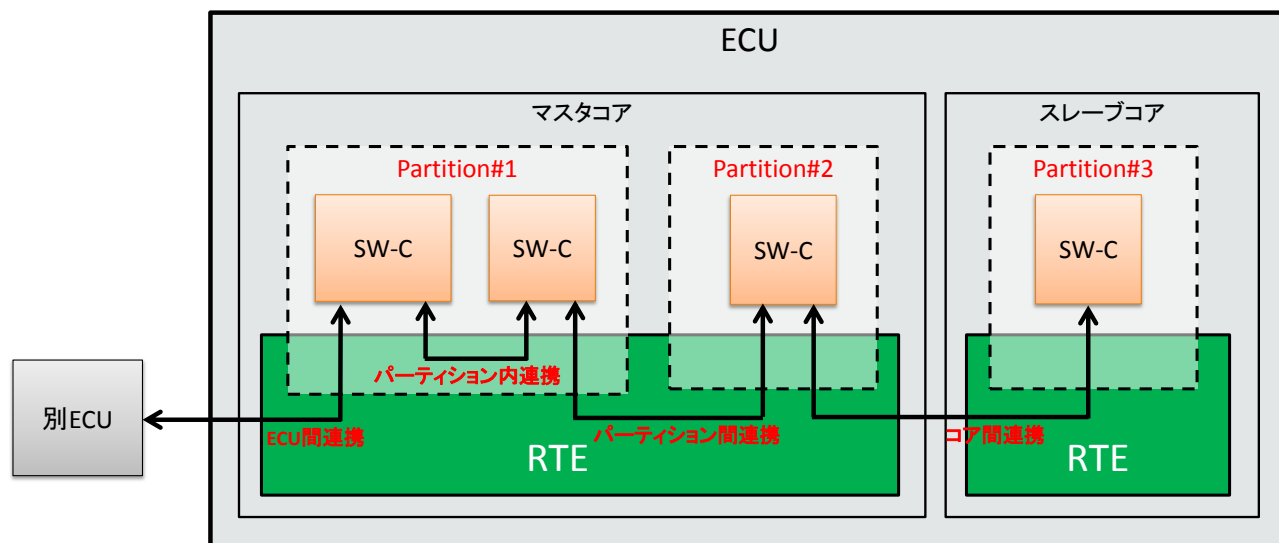 ECU
マスタコア
スレーブコア
Partition#1
Partition#2
Partition#3
SW-C
SW-C
SW-C
SW-C
パーティション内連携
別ECU
ECU間連携
パーティション間連携
コア間連携
RTE
RTE